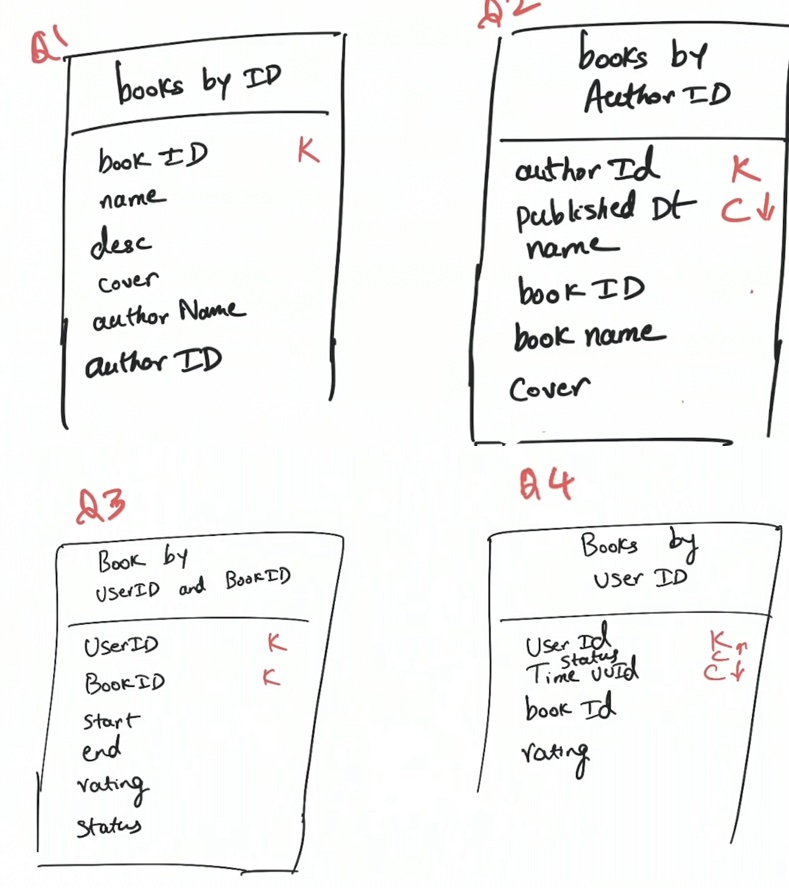 Q1
books by ID
book ID K
name
desc
cover
author Name
author ID
Q2
books by
Author ID
author Id K
Published Dt C↓
name
book ID
book name
Cover
Q3
Book by
UserID and BookID
UserID K
BookID K
Start
end
rating
Status
Q4
Books by
User ID
User Id K
Status C↑
Time UUId C↓
book Id
rating